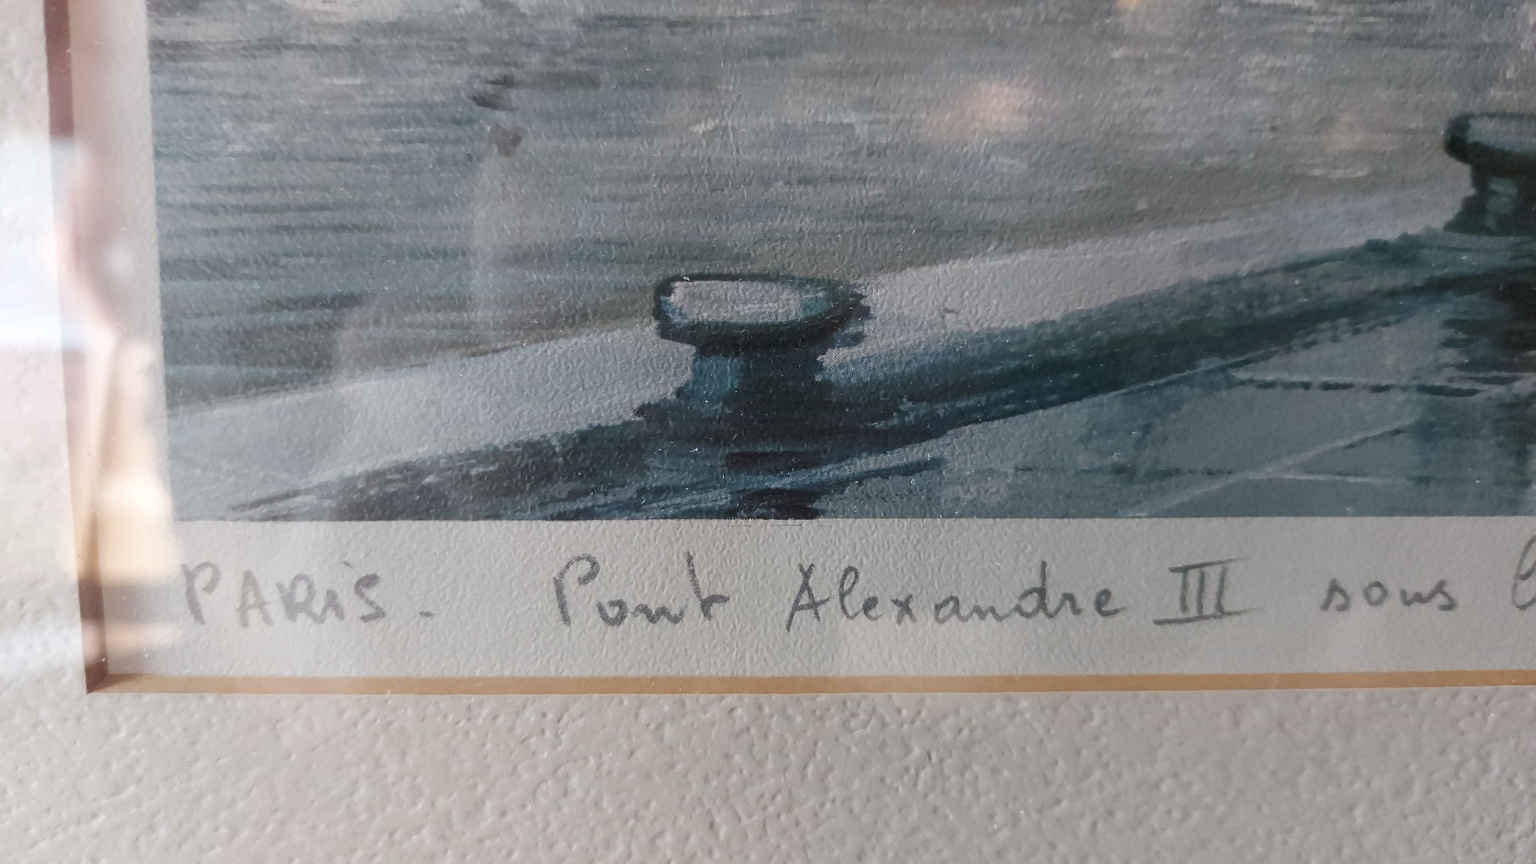 PARIS. Pont Alexandre III sous